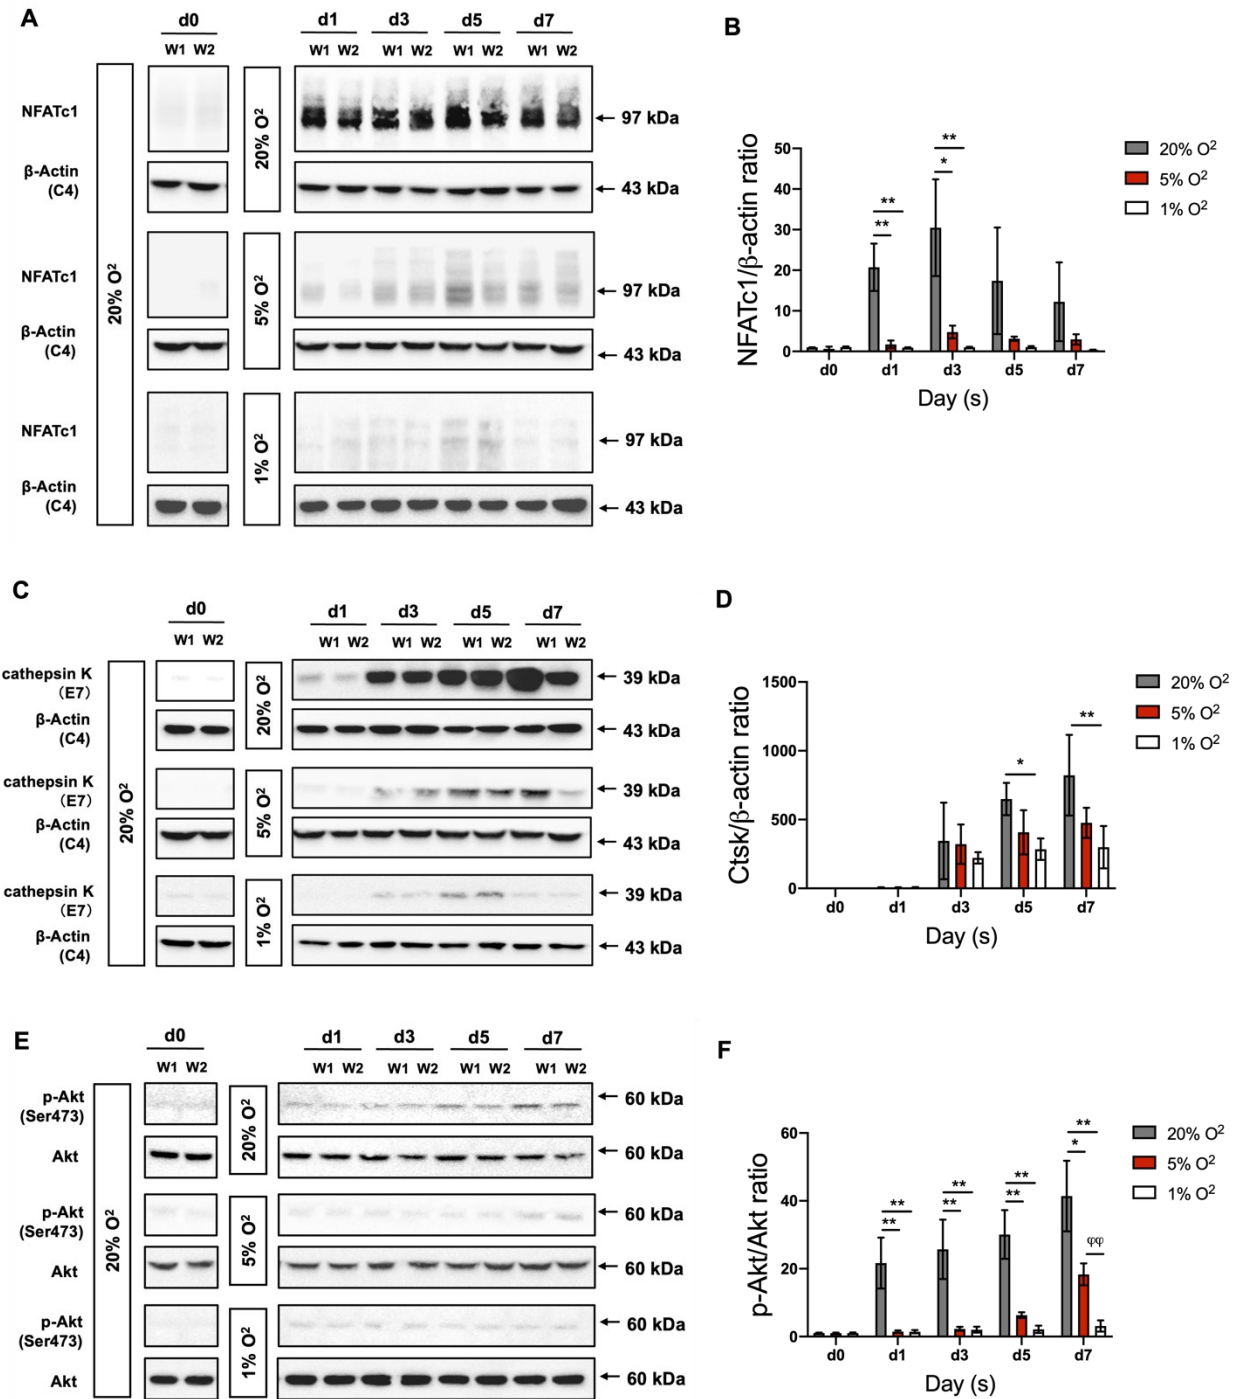 A
d0 d1 d3 d5 d7
W1 W2 W1 W2 W1 W2 W1 W2 W1 W2
20% O²
NFATc1
20% O²
97 kDa
β-Actin
(C4)
43 kDa
NFATc1
5% O²
97 kDa
β-Actin
(C4)
43 kDa
NFATc1
1% O²
97 kDa
β-Actin
(C4)
43 kDa
B
NFATc1/β-actin ratio
50
40
30
20
10
0
** * **
** *
d0 d1 d3 d5 d7
Day (s)
20% O²
5% O²
1% O²
C
d0 d1 d3 d5 d7
W1 W2 W1 W2 W1 W2 W1 W2 W1 W2
20% O²
cathepsin K
(E7)
20% O²
39 kDa
β-Actin
(C4)
43 kDa
cathepsin K
(E7)
5% O²
39 kDa
β-Actin
(C4)
43 kDa
cathepsin K
(E7)
1% O²
39 kDa
β-Actin
(C4)
43 kDa
D
Ctsk/β-actin ratio
1500
1000
500
0
* **
d0 d1 d3 d5 d7
Day (s)
20% O²
5% O²
1% O²
E
d0 d1 d3 d5 d7
W1 W2 W1 W2 W1 W2 W1 W2 W1 W2
20% O²
p-Akt
(Ser473)
20% O²
60 kDa
Akt
60 kDa
p-Akt
(Ser473)
5% O²
60 kDa
Akt
60 kDa
p-Akt
(Ser473)
1% O²
60 kDa
Akt
60 kDa
F
p-Akt/Akt ratio
60
40
20
0
** ** ** **
** ** ** *
φφ
d0 d1 d3 d5 d7
Day (s)
20% O²
5% O²
1% O²